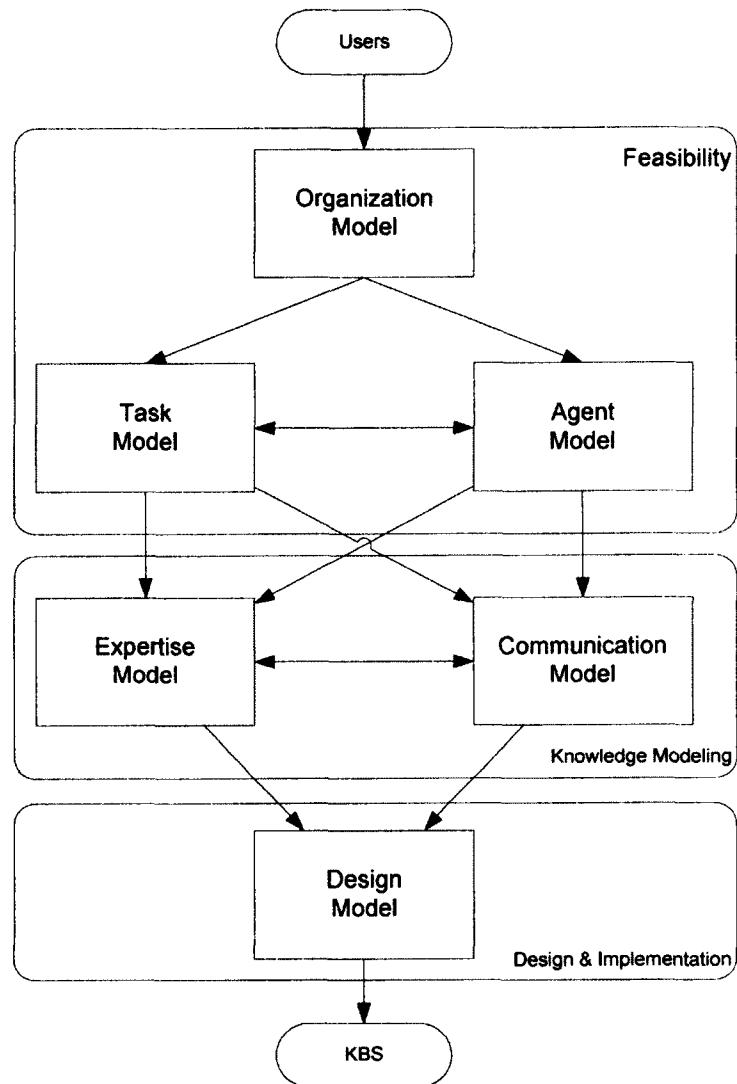 Users
Feasibility
Organization
Model
Task
Model
Agent
Model
Expertise
Model
Communication
Model
Knowledge Modeling
Design
Model
Design & Implementation
KBS